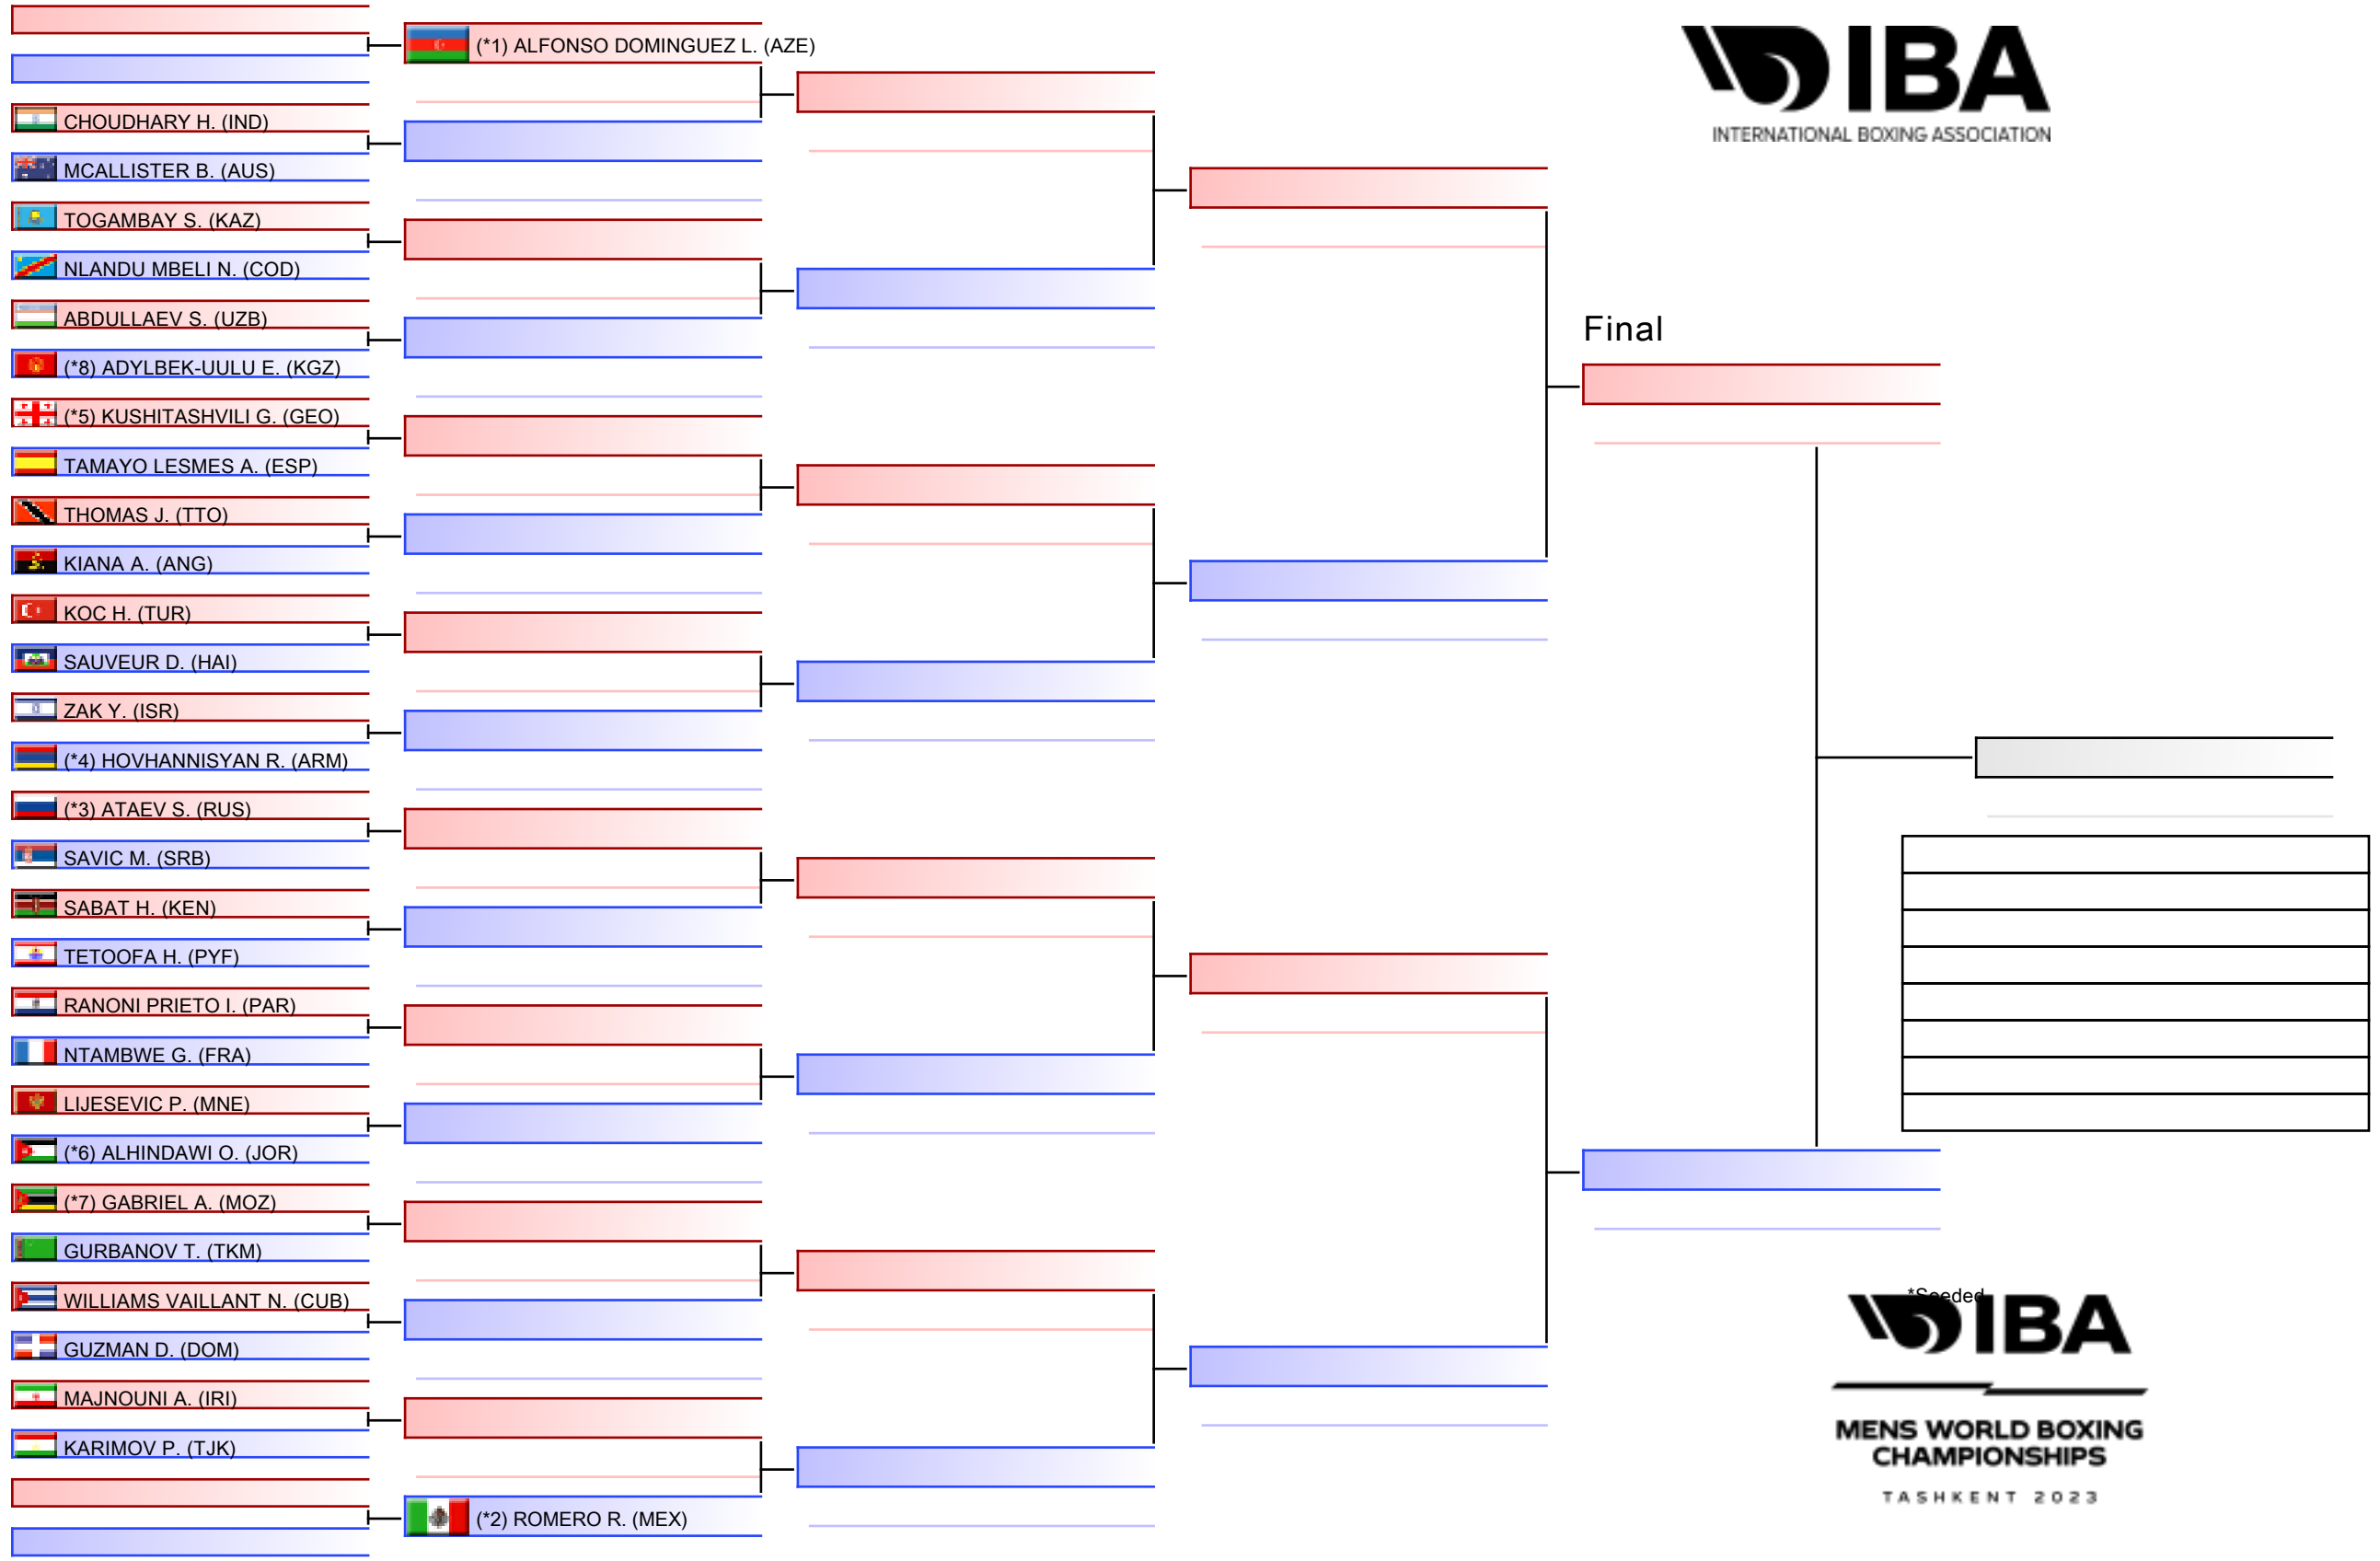 (*1) ALFONSO DOMINGUEZ L. (AZE)
IBA
INTERNATIONAL BOXING ASSOCIATION
CHOUDHARY H. (IND)
MCALLISTER B. (AUS)
TOGAMBAY S. (KAZ)
NLANDU MBELI N. (COD)
ABDULLAEV S. (UZB)
Final
(*8) ADYLBEK-UULU E. (KGZ)
(*5) KUSHITASHVILI G. (GEO)
TAMAYO LESMES A. (ESP)
THOMAS J. (TTO)
KIANA A. (ANG)
KOC H. (TUR)
SAUVEUR D. (HAI)
ZAK Y. (ISR)
(*4) HOVHANNISYAN R. (ARM)
(*3) ATAEV S. (RUS)
SAVIC M. (SRB)
SABAT H. (KEN)
TETOOFA H. (PYF)
RANONI PRIETO I. (PAR)
NTAMBWE G. (FRA)
LIJESEVIC P. (MNE)
(*6) ALHINDAWI O. (JOR)
(*7) GABRIEL A. (MOZ)
GURBANOV T. (TKM)
WILLIAMS VAILLANT N. (CUB)
GUZMAN D. (DOM)
MAJNOUNI A. (IRI)
KARIMOV P. (TJK)
(*2) ROMERO R. (MEX)
*Seeded
IBA
MENS WORLD BOXING
CHAMPIONSHIPS
TASHKENT 2023